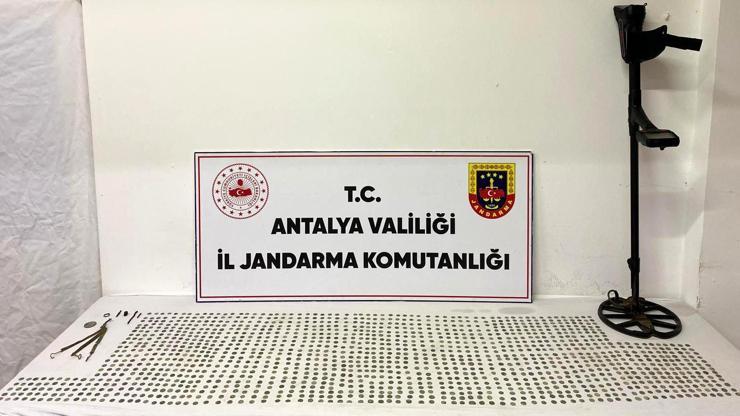 T.C.
ANTALYA VALİLİĞİ
İL JANDARMA KOMUTANLIĞI
JANDARMA